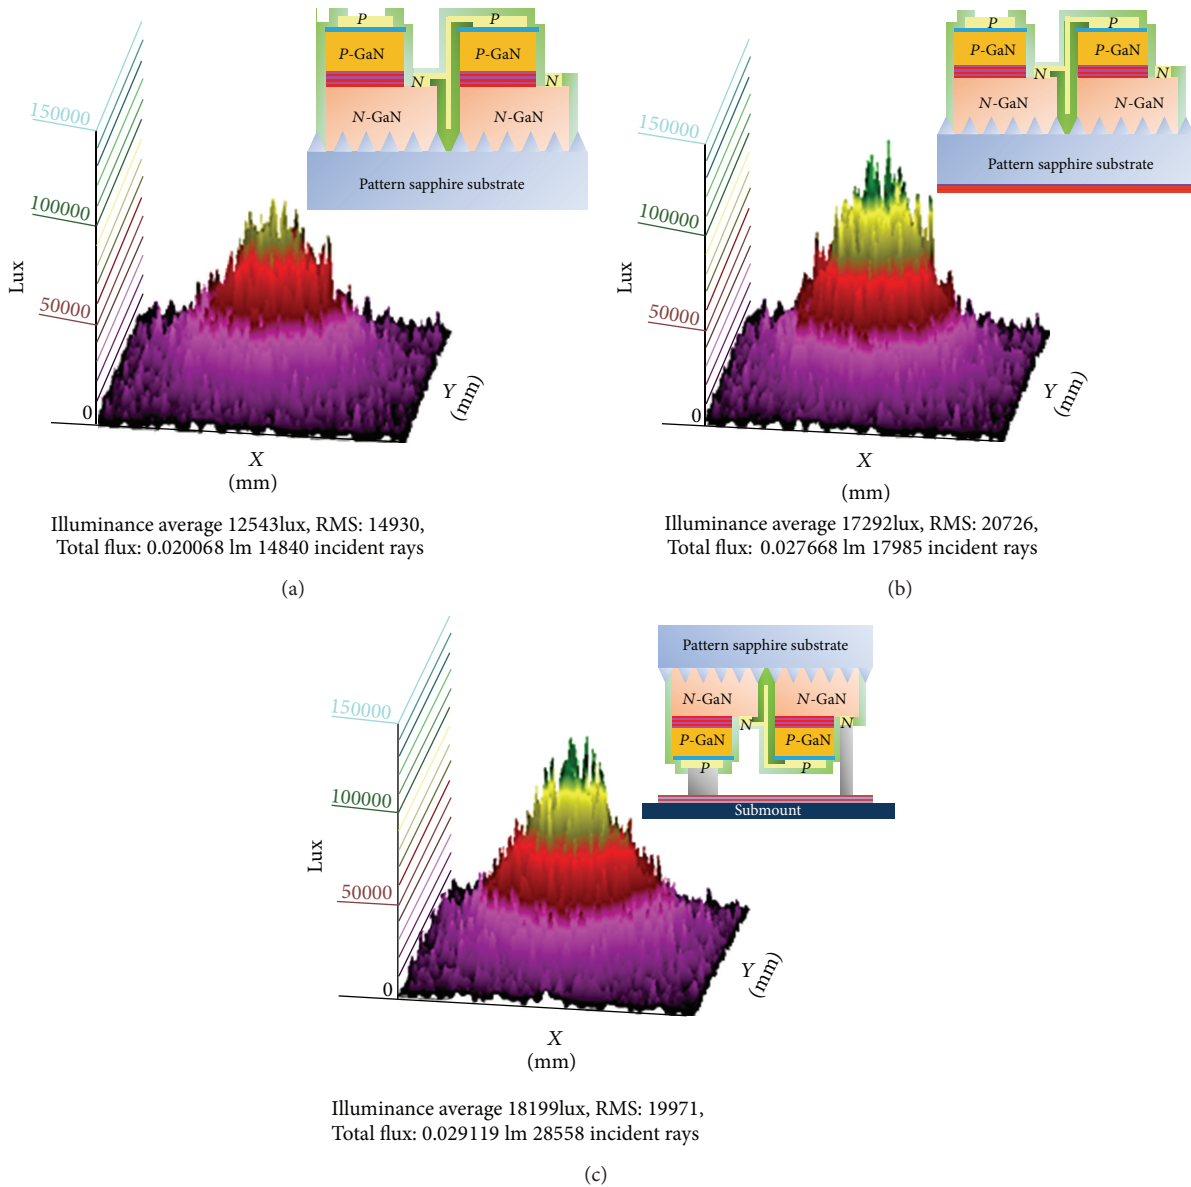 P
P
P-GaN
P-GaN
N
N
N-GaN
N-GaN
Pattern sapphire substrate
150000
100000
50000
0
Lux
Y
(mm)
X
(mm)
Illuminance average 12543lux, RMS: 14930,
Total flux: 0.020068 lm 14840 incident rays
(a)
P
P
P-GaN
P-GaN
N
N
N-GaN
N-GaN
Pattern sapphire substrate
150000
100000
50000
0
Lux
Y
(mm)
X
(mm)
Illuminance average 17292lux, RMS: 20726,
Total flux: 0.027668 lm 17985 incident rays
(b)
Pattern sapphire substrate
N-GaN
N-GaN
N
N
P-GaN
P-GaN
P
P
Submount
150000
100000
50000
0
Lux
Y
(mm)
X
(mm)
Illuminance average 18199lux, RMS: 19971,
Total flux: 0.029119 lm 28558 incident rays
(c)